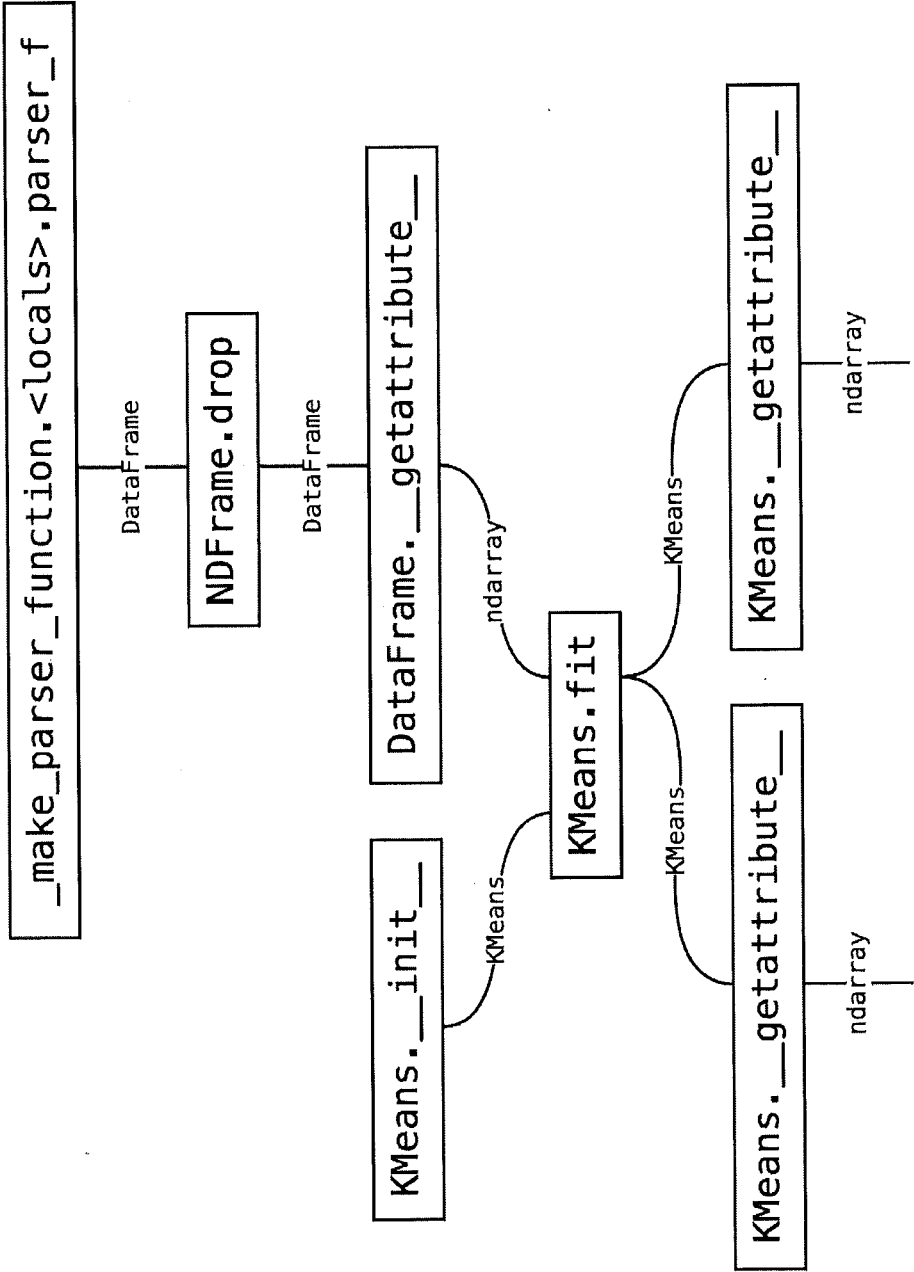 _make_parser_function.<locals>.parser_f
DataFrame
NDFrame.drop
DataFrame
KMeans.__init__
DataFrame.__getattribute__
KMeans
ndarray
KMeans.fit
KMeans
KMeans
KMeans.__getattribute__
KMeans.__getattribute__
ndarray
ndarray